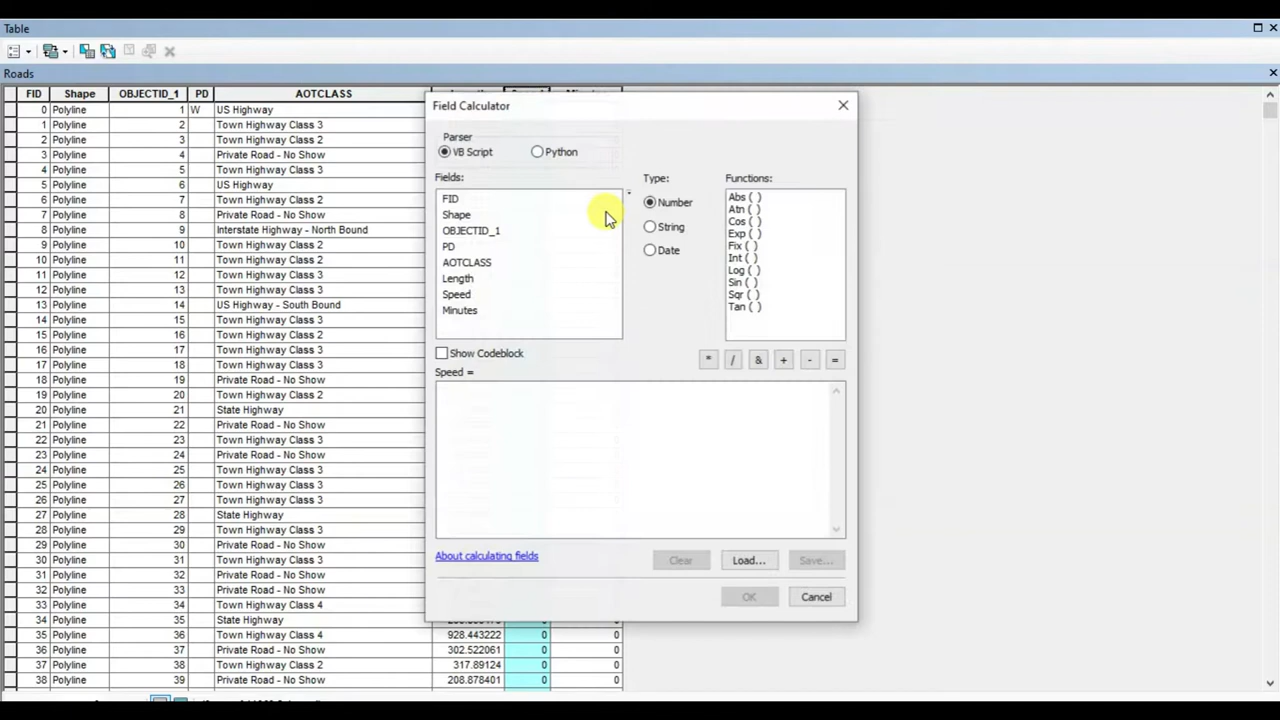 Table
Roads
FID Shape OBJECTID_1 PD AOTCLASS
0 Polyline 1 W US Highway
1 Polyline 2 Town Highway Class 3
2 Polyline 3 Town Highway Class 2
3 Polyline 4 Private Road - No Show
4 Polyline 5 Town Highway Class 3
5 Polyline 6 US Highway
6 Polyline 7 Town Highway Class 2
7 Polyline 8 Private Road - No Show
8 Polyline 9 Interstate Highway - North Bound
9 Polyline 10 Town Highway Class 2
10 Polyline 11 Town Highway Class 2
11 Polyline 12 Town Highway Class 3
12 Polyline 13 Town Highway Class 3
13 Polyline 14 US Highway - South Bound
14 Polyline 15 Town Highway Class 3
15 Polyline 16 Town Highway Class 2
16 Polyline 17 Town Highway Class 3
17 Polyline 18 Town Highway Class 3
18 Polyline 19 Private Road - No Show
19 Polyline 20 Town Highway Class 2
20 Polyline 21 State Highway
21 Polyline 22 Private Road - No Show
22 Polyline 23 Town Highway Class 3
23 Polyline 24 Private Road - No Show
24 Polyline 25 Town Highway Class 3
25 Polyline 26 Town Highway Class 3
26 Polyline 27 Town Highway Class 3
27 Polyline 28 State Highway
28 Polyline 29 Town Highway Class 3
29 Polyline 30 Private Road - No Show
30 Polyline 31 Town Highway Class 3
31 Polyline 32 Private Road - No Show
32 Polyline 33 Private Road - No Show
33 Polyline 34 Town Highway Class 4
34 Polyline 35 State Highway 0 0
35 Polyline 36 Town Highway Class 4 928.443222 0 0
36 Polyline 37 Private Road - No Show 302.522061 0 0
37 Polyline 38 Town Highway Class 2 317.89124 0 0
38 Polyline 39 Private Road - No Show 208.878401 0 0
Field Calculator
Parser
VB Script Python
Fields:
FID
Shape
OBJECTID_1
PD
AOTCLASS
Length
Speed
Minutes
Type:
Number
String
Date
Functions:
Abs ( )
Atn ( )
Cos ( )
Exp ( )
Fix ( )
Int ( )
Log ( )
Sin ( )
Sqr ( )
Tan ( )
Show Codeblock
* / & + - =
Speed =
About calculating fields
Clear Load... Save...
OK Cancel